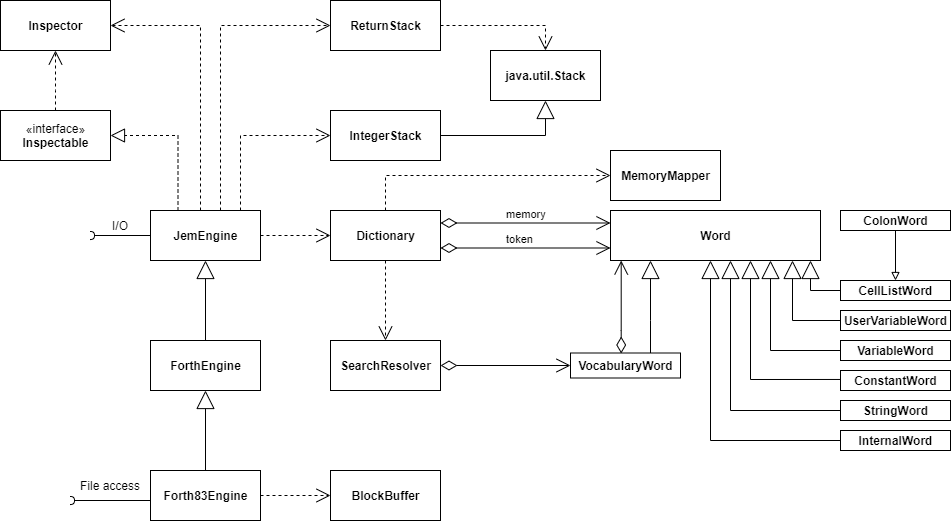 Inspector
ReturnStack
java.util.Stack
«interface»
Inspectable
IntegerStack
MemoryMapper
I/O
JemEngine
Dictionary
memory
token
Word
ColonWord
CellListWord
UserVariableWord
ForthEngine
SearchResolver
VocabularyWord
VariableWord
ConstantWord
StringWord
InternalWord
File access
Forth83Engine
BlockBuffer